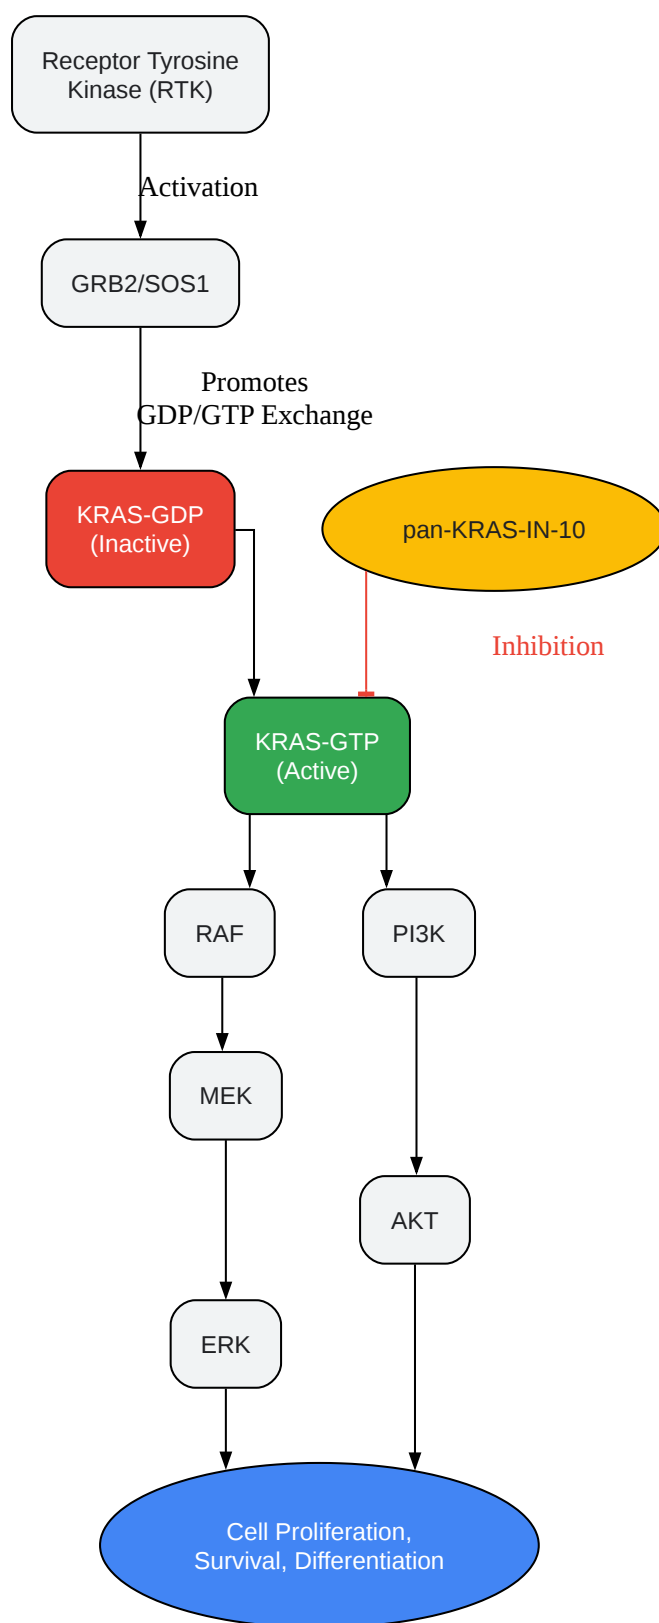 Receptor Tyrosine
Kinase (RTK)
Activation
GRB2/SOS1
Promotes
GDP/GTP Exchange
KRAS-GDP
(Inactive)
pan-KRAS-IN-10
Inhibition
KRAS-GTP
(Active)
RAF
PI3K
MEK
AKT
ERK
Cell Proliferation,
Survival, Differentiation